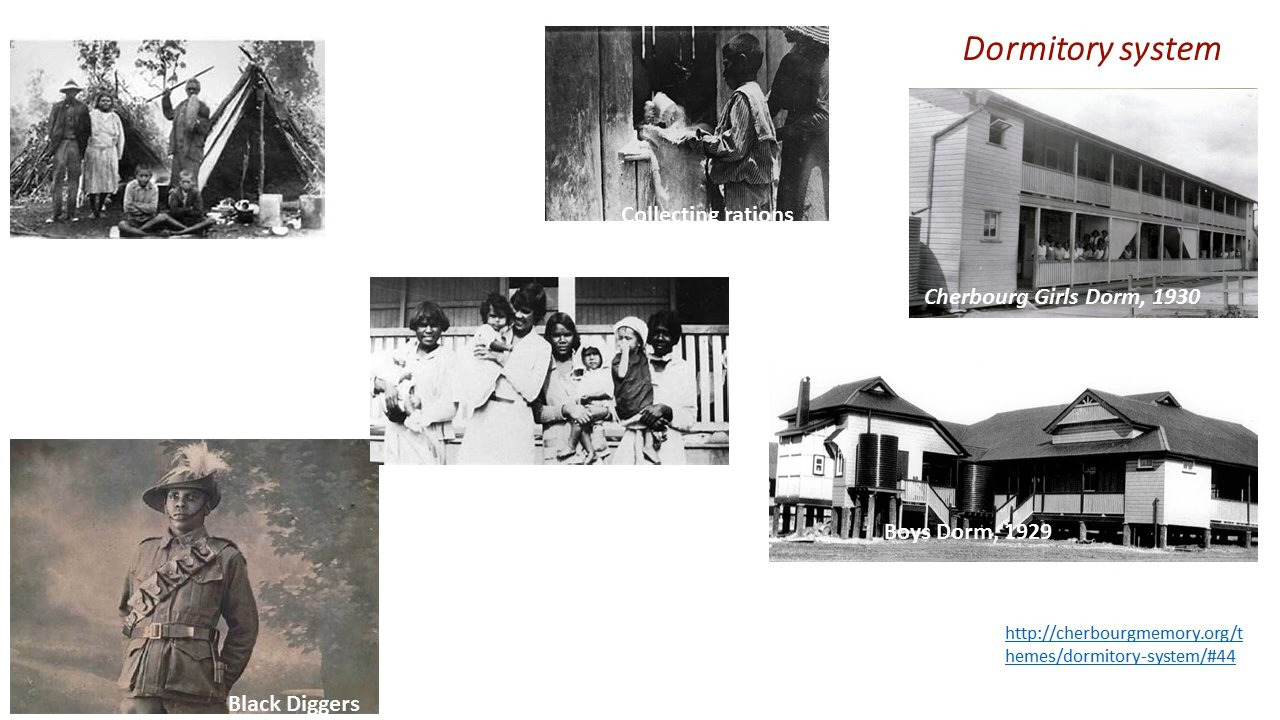 Dormitory system
Collecting rations
Cherbourg Girls Dorm, 1930
Boys Dorm, 1929
http://cherbourgmemory.org/t
hemes/dormitory-system/#44
Black Diggers